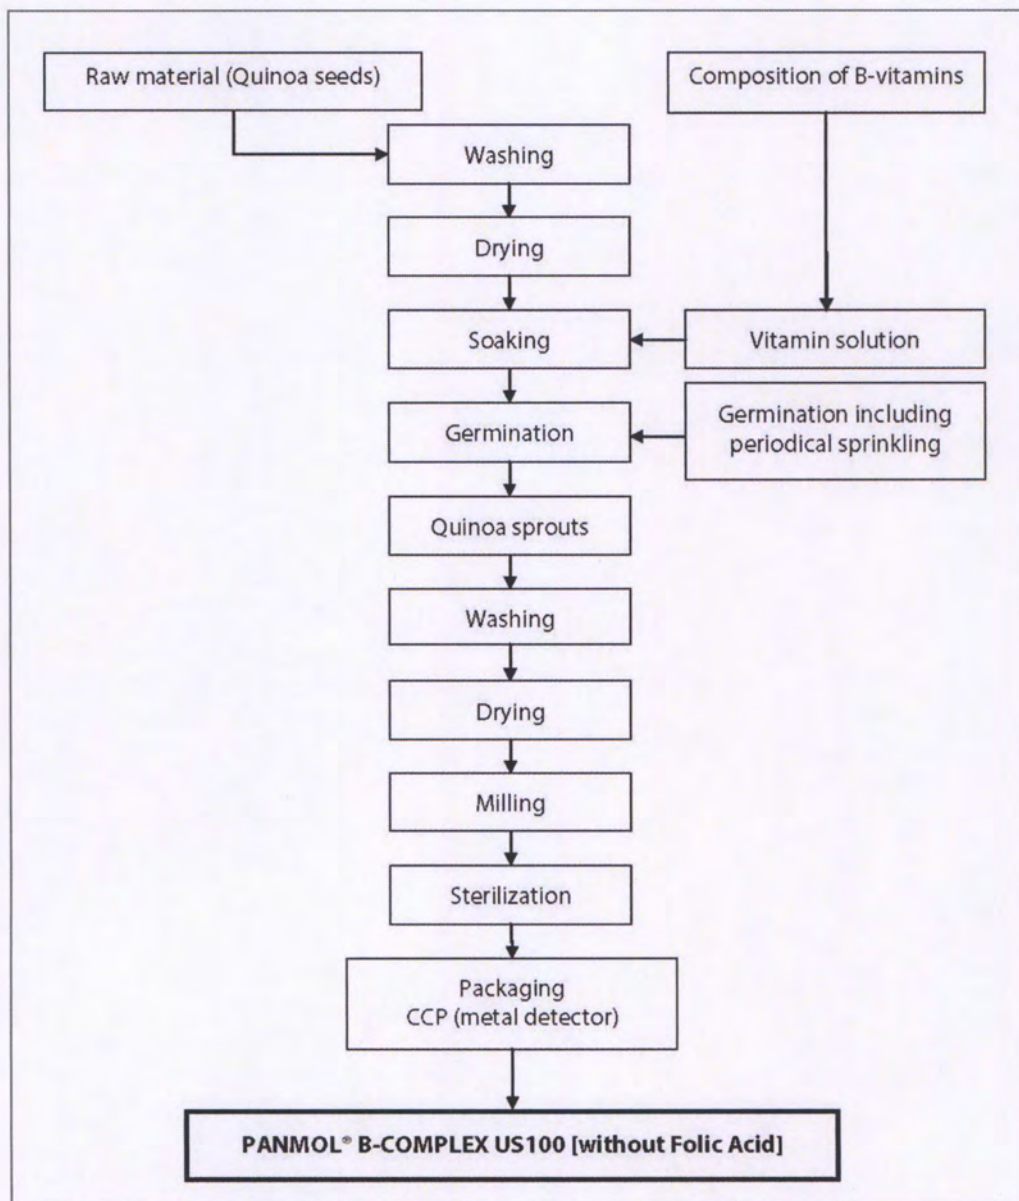 Raw material (Quinoa seeds)
Composition of B-vitamins
Washing
Drying
Soaking
Vitamin solution
Germination
Germination including
periodical sprinkling
Quinoa sprouts
Washing
Drying
Milling
Sterilization
Packaging
CCP (metal detector)
PANMOL® B-COMPLEX US100 [without Folic Acid]